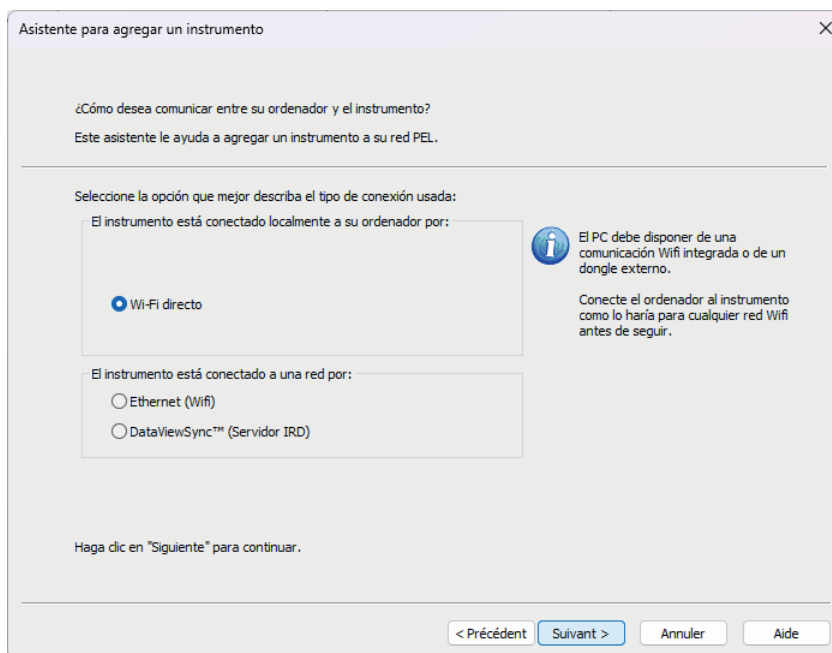 Asistente para agregar un instrumento
¿Cómo desea comunicar entre su ordenador y el instrumento?
Este asistente le ayuda a agregar un instrumento a su red PEL.
Seleccione la opción que mejor describa el tipo de conexión usada:
El instrumento está conectado localmente a su ordenador por:
Wi-Fi directo
El PC debe disponer de una
comunicación Wifi integrada o de un
dongle externo.
Conecte el ordenador al instrumento
como lo haría para cualquier red Wifi
antes de seguir.
El instrumento está conectado a una red por:
Ethernet (Wifi)
DataViewSync™ (Servidor IRD)
Haga clic en "Siguiente" para continuar.
< Précédent
Suivant >
Annuler
Aide